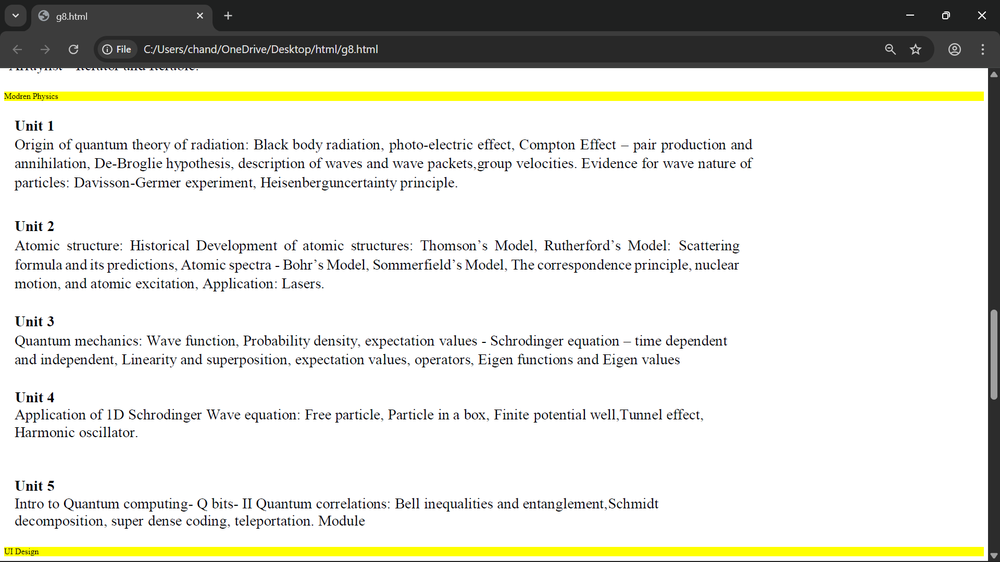 g8.html
File C:/Users/chand/OneDrive/Desktop/html/g8.html
Arraylist - Iterator and Iterable.
Modren Physics
Unit 1
Origin of quantum theory of radiation: Black body radiation, photo-electric effect, Compton Effect – pair production and
annihilation, De-Broglie hypothesis, description of waves and wave packets,group velocities. Evidence for wave nature of
particles: Davisson-Germer experiment, Heisenberguncertainty principle.
Unit 2
Atomic structure: Historical Development of atomic structures: Thomson’s Model, Rutherford’s Model: Scattering
formula and its predictions, Atomic spectra - Bohr’s Model, Sommerfield’s Model, The correspondence principle, nuclear
motion, and atomic excitation, Application: Lasers.
Unit 3
Quantum mechanics: Wave function, Probability density, expectation values - Schrodinger equation – time dependent
and independent, Linearity and superposition, expectation values, operators, Eigen functions and Eigen values
Unit 4
Application of 1D Schrodinger Wave equation: Free particle, Particle in a box, Finite potential well,Tunnel effect,
Harmonic oscillator.
Unit 5
Intro to Quantum computing- Q bits- II Quantum correlations: Bell inequalities and entanglement,Schmidt
decomposition, super dense coding, teleportation. Module
UI Design